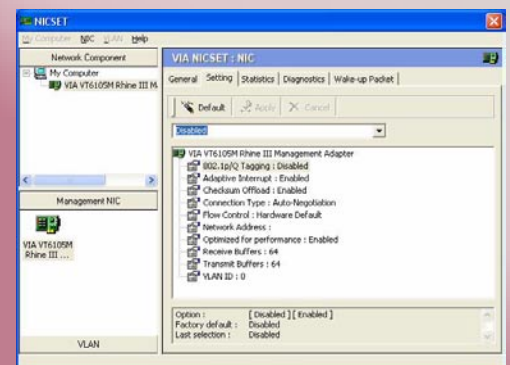 NICSET
My Computer NIC VLAN Help
Network Component
My Computer
VIA VT6105M Rhine III M
Management NIC
VIA VT6105M
Rhine III ...
VLAN
VIA NICSET : NIC
General Setting Statistics Diagnostics Wake-up Packet
Default Apply Cancel
Disabled
VIA VT6105M Rhine III Management Adapter
802.1p/Q Tagging : Disabled
Adaptive Interrupt : Enabled
Checksum Offload : Enabled
Connection Type : Auto-Negotiation
Flow Control : Hardware Default
Network Address :
Optimized for performance : Enabled
Receive Buffers : 64
Transmit Buffers : 64
VLAN ID : 0
Option : [ Disabled ] [ Enabled ]
Factory default : Disabled
Last selection : Disabled